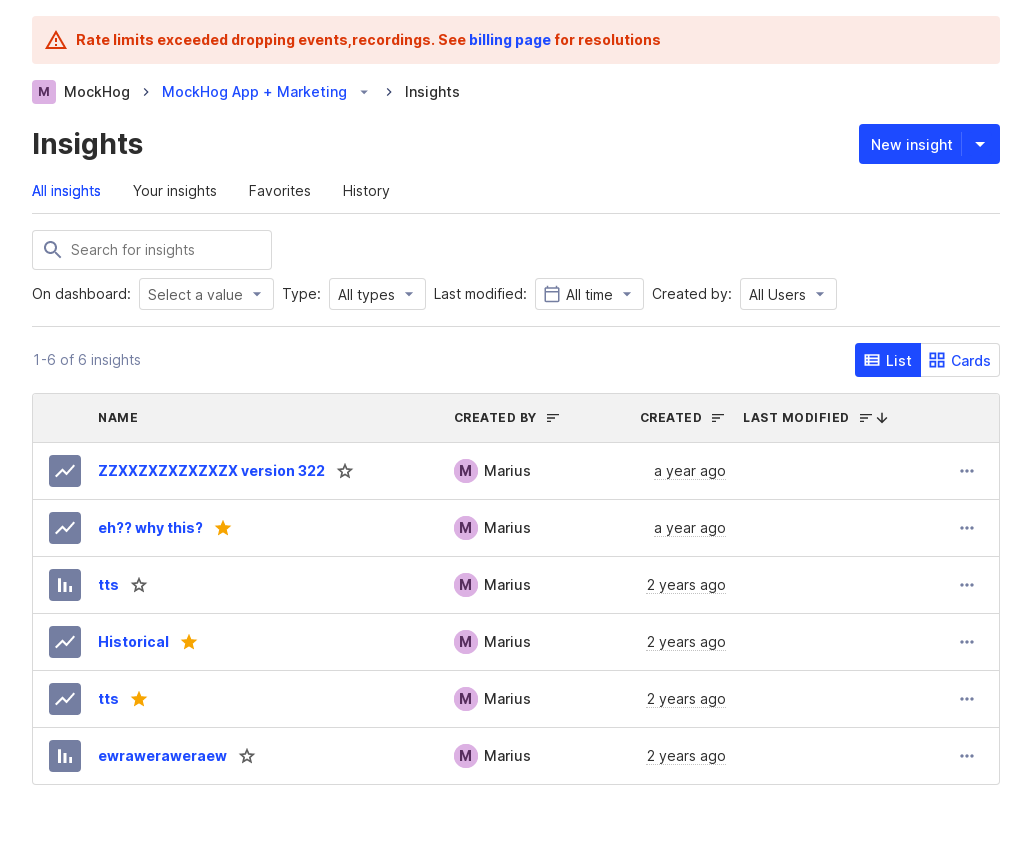 Rate limits exceeded dropping events,recordings. See billing page for resolutions
M MockHog MockHog App + Marketing Insights
Insights
New insight
All insights Your insights Favorites History
Search for insights
On dashboard: Select a value Type: All types Last modified: All time Created by: All Users
1-6 of 6 insights
List Cards
NAME CREATED BY CREATED LAST MODIFIED
ZZXXZXZXZXZXZX version 322 M Marius a year ago
eh?? why this? M Marius a year ago
tts M Marius 2 years ago
Historical M Marius 2 years ago
tts M Marius 2 years ago
ewraweraweraew M Marius 2 years ago